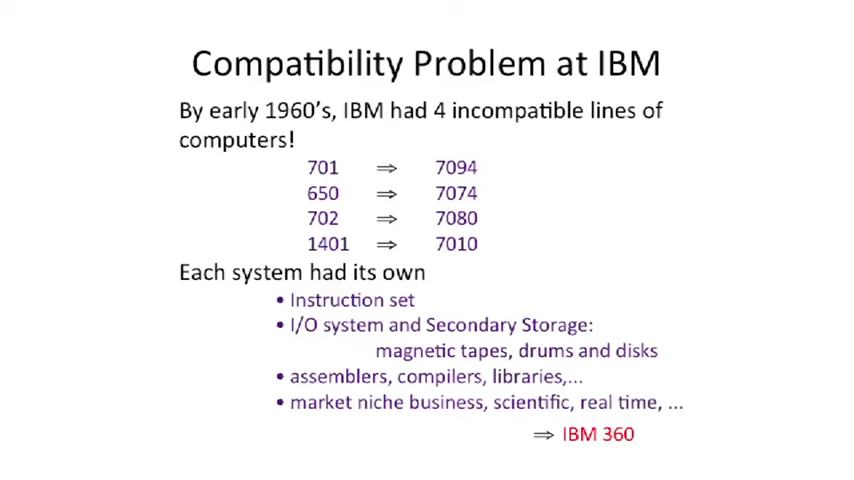 Compatibility Problem at IBM
By early 1960's, IBM had 4 incompatible lines of
computers!
701 ⇒ 7094
650 ⇒ 7074
702 ⇒ 7080
1401 ⇒ 7010
Each system had its own
• Instruction set
• I/O system and Secondary Storage:
magnetic tapes, drums and disks
• assemblers, compilers, libraries,...
• market niche business, scientific, real time, ...
⇒ IBM 360